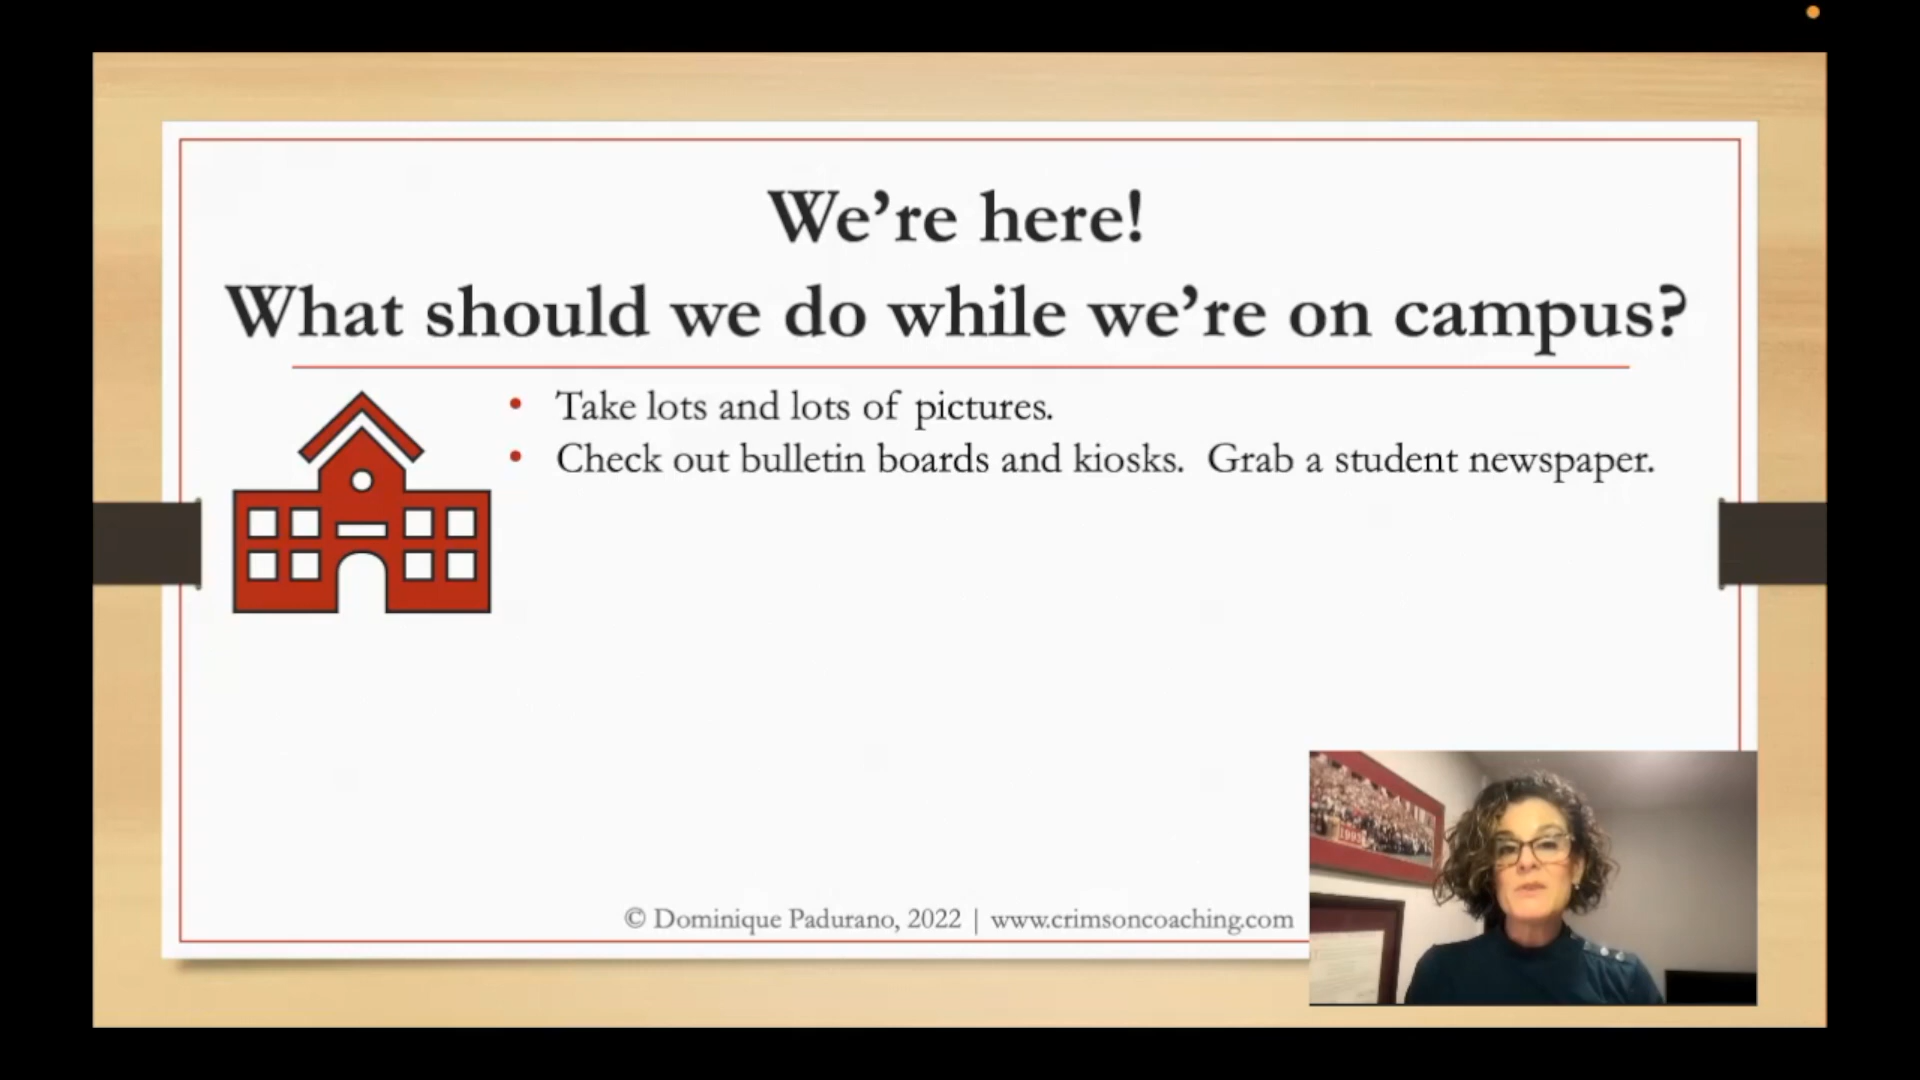 We're here!
What should we do while we're on campus?
• Take lots and lots of pictures.
• Check out bulletin boards and kiosks.  Grab a student newspaper.
© Dominique Padurano, 2022 | www.crimsoncoaching.com